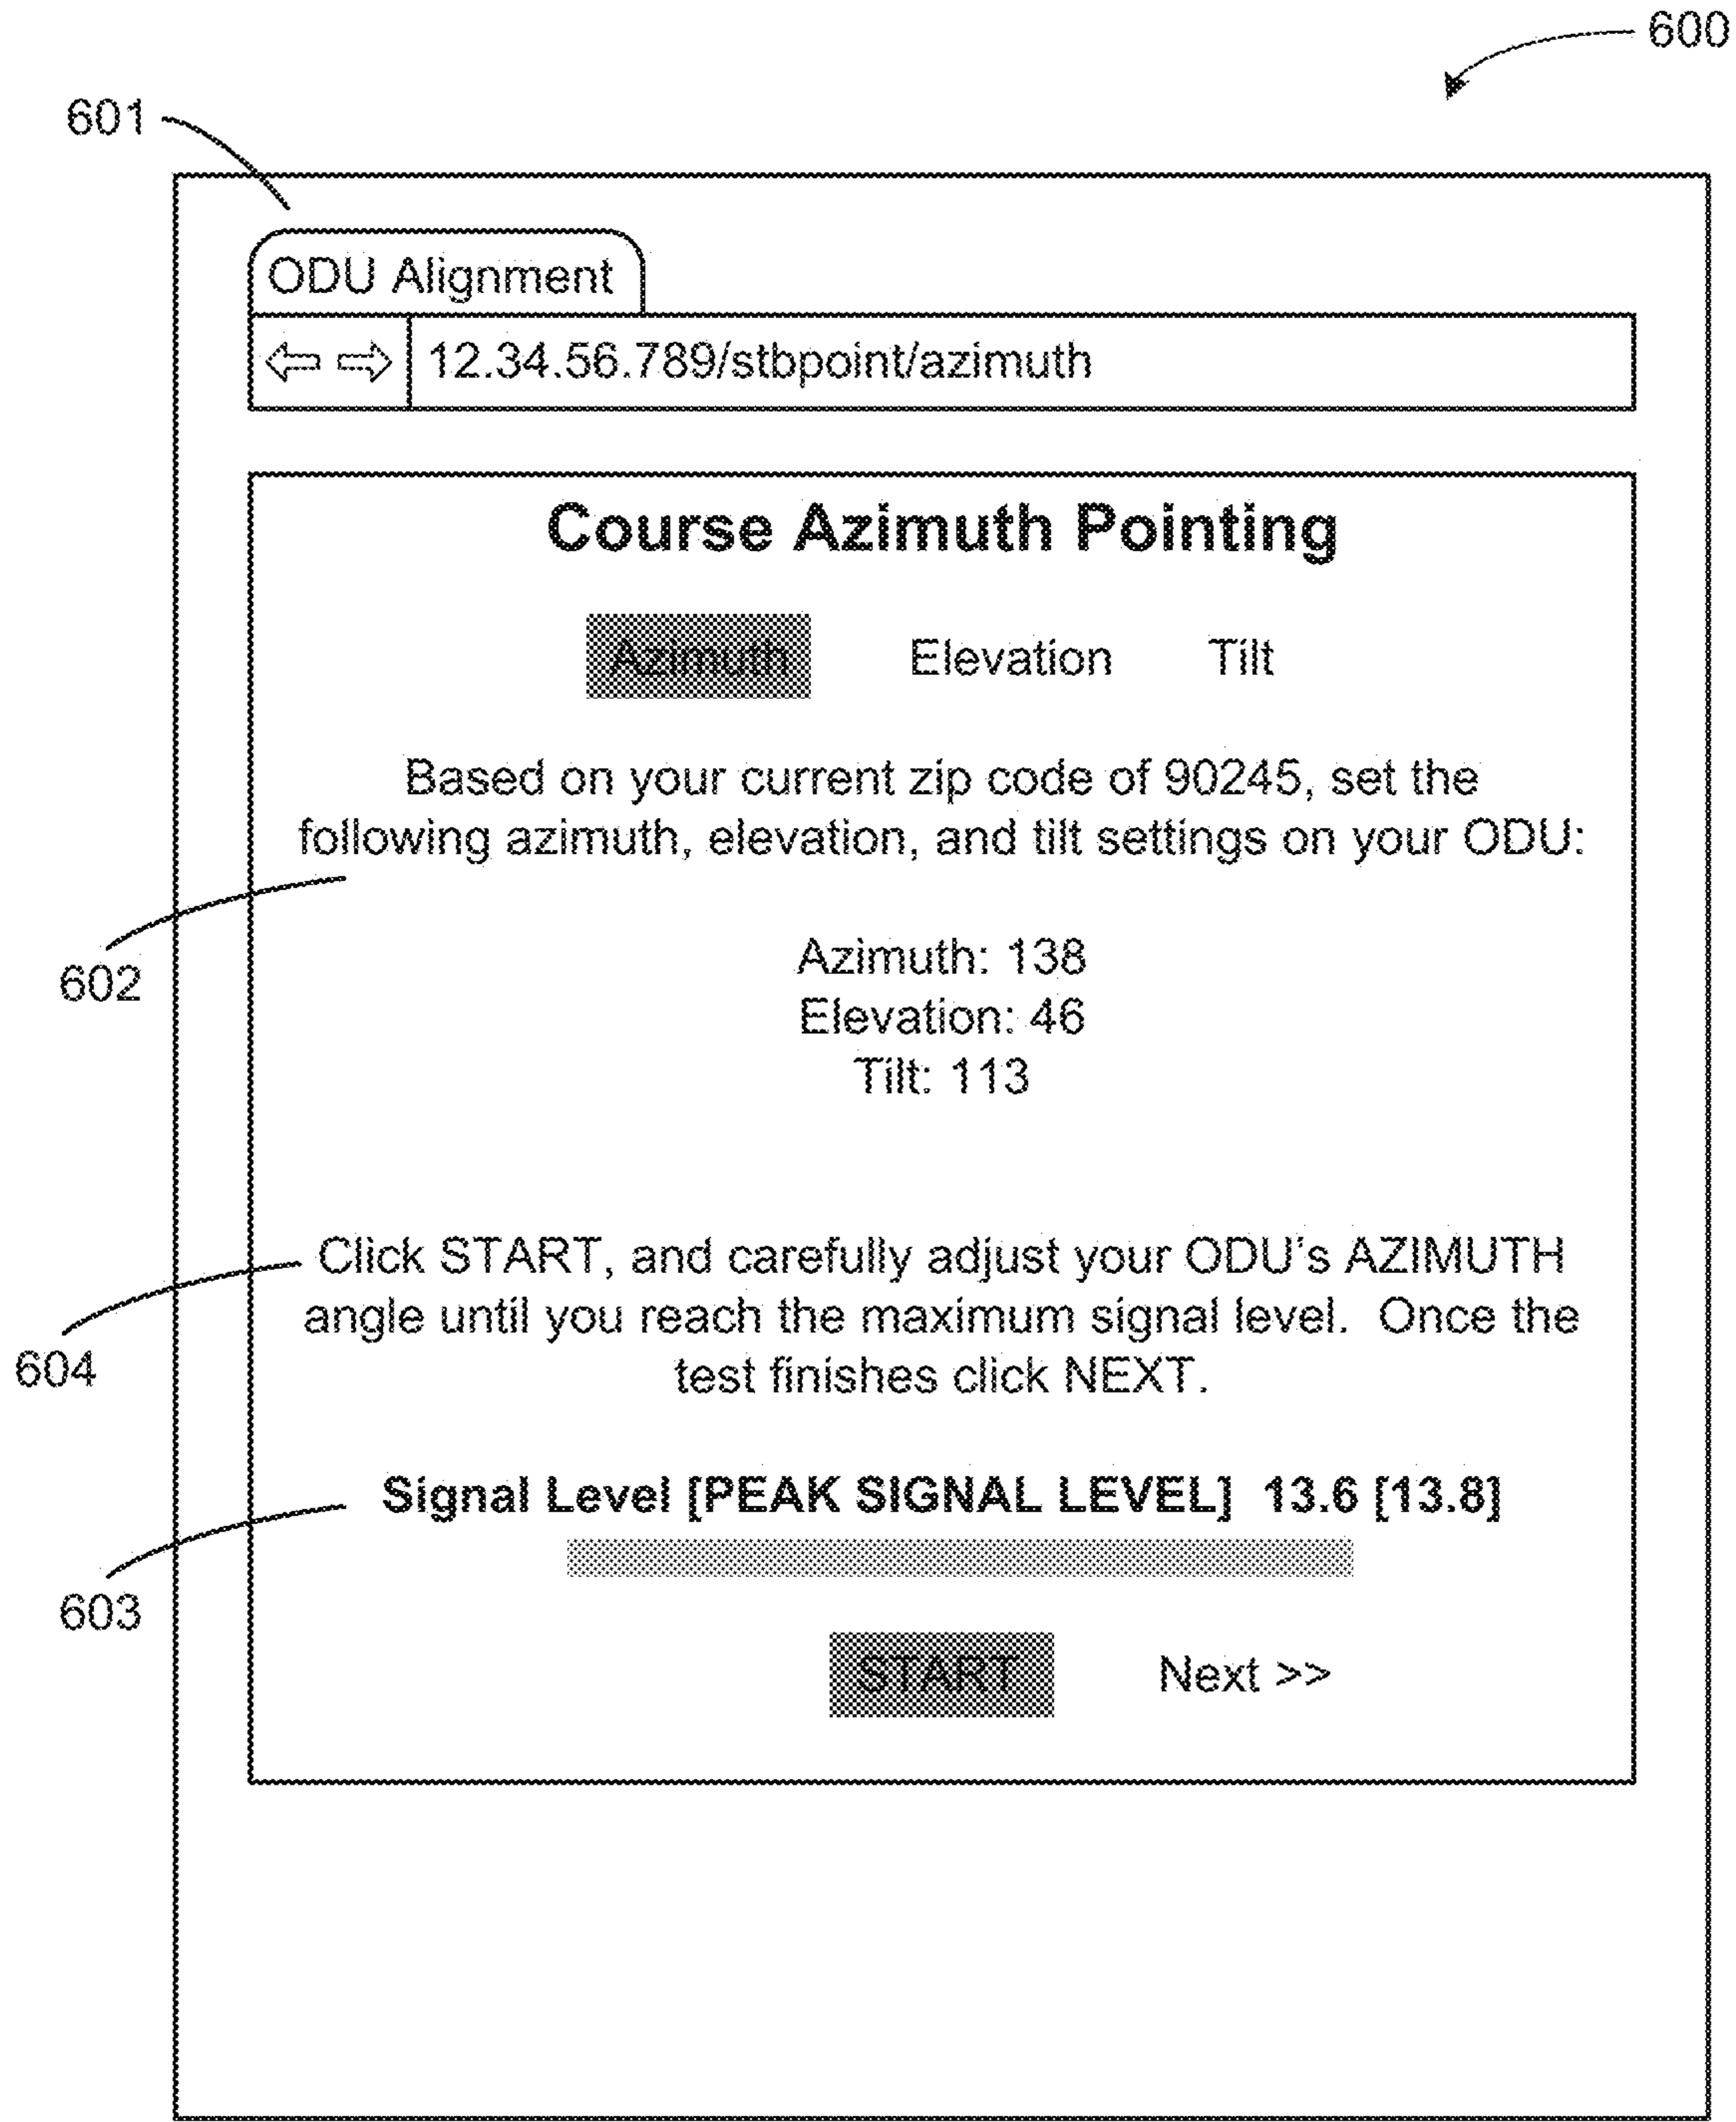 600
601
ODU Alignment
12.34.56.789/stbpoint/azimuth
Course Azimuth Pointing
Azimuth Elevation Tilt
Based on your current zip code of 90245, set the
following azimuth, elevation, and tilt settings on your ODU:
602
Azimuth: 138
Elevation: 46
Tilt: 113
Click START, and carefully adjust your ODU's AZIMUTH
angle until you reach the maximum signal level. Once the
604
test finishes click NEXT.
Signal Level [PEAK SIGNAL LEVEL] 13.6 [13.8]
603
START Next >>